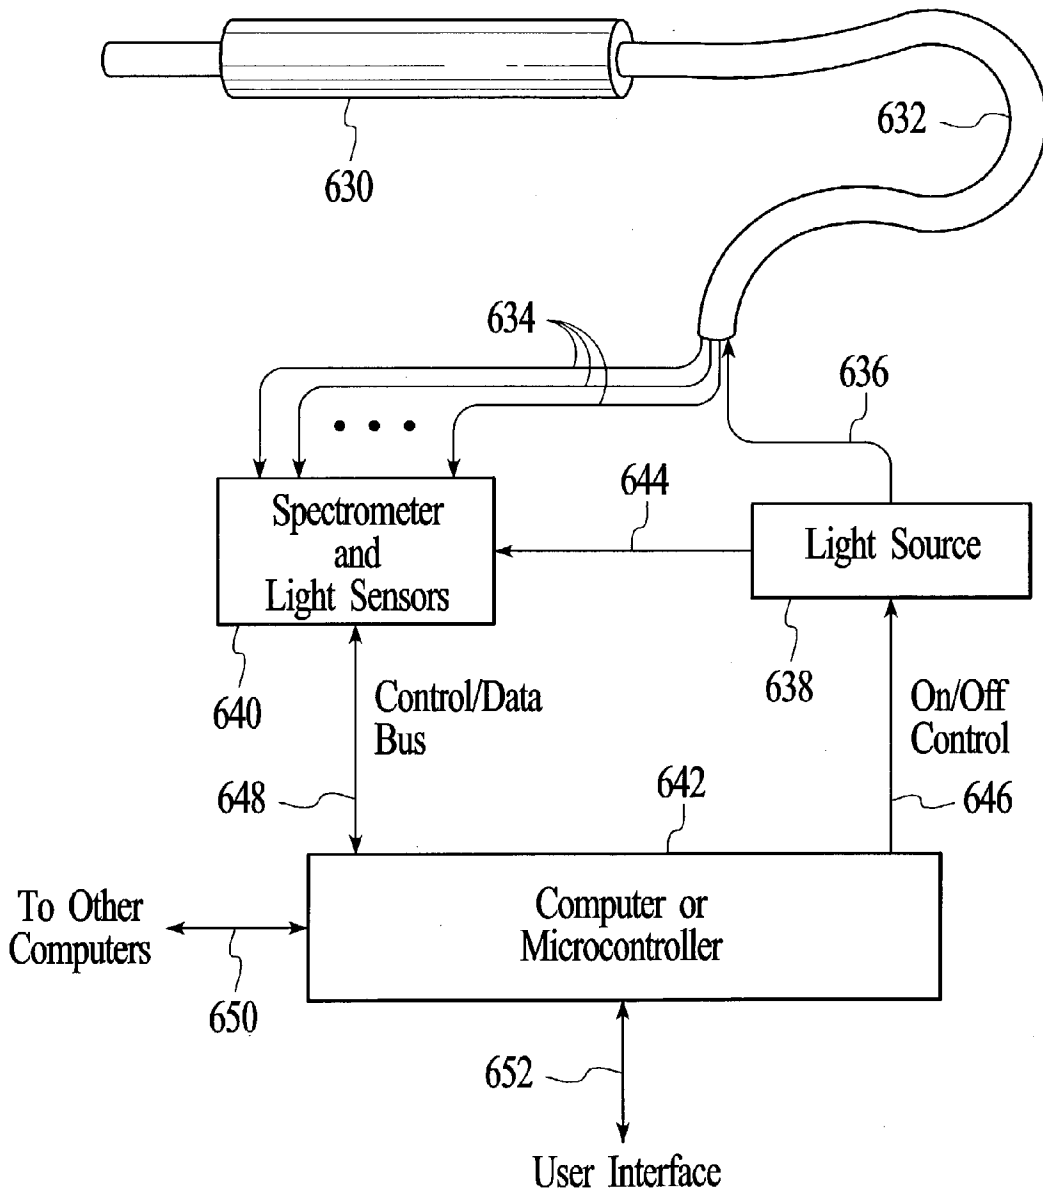 630
632
634
636
644
Spectrometer
and
Light Sensors
Light Source
640
638
Control/Data
Bus
On/Off
Control
648
642
646
To Other
Computers
Computer or
Microcontroller
650
652
User Interface